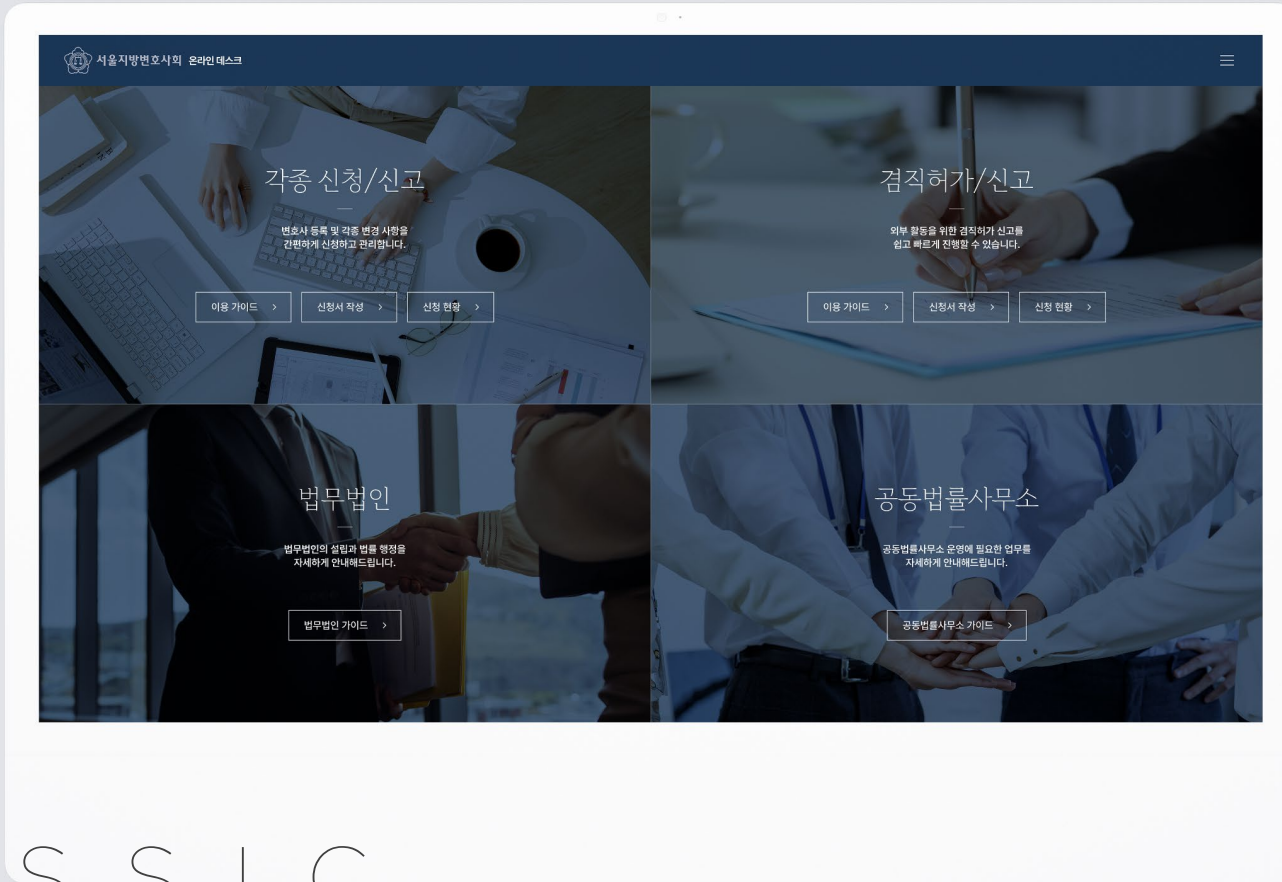 서울지방변호사회 온라인 데스크
각종 신청/신고
변호사 등록 및 각종 변경 사항을
간편하게 신청하고 관리합니다.
이용 가이드 >
신청서 작성 >
신청 현황 >
겸직허가/신고
외부 활동을 위한 겸직허가 신고를
쉽고 빠르게 진행할 수 있습니다.
이용 가이드 >
신청서 작성 >
신청 현황 >
법무법인
법무법인의 설립과 법률 행정을
자세하게 안내해드립니다.
법무법인 가이드 >
공동법률사무소
공동법률사무소 운영에 필요한 업무를
자세하게 안내해드립니다.
공동법률사무소 가이드 >